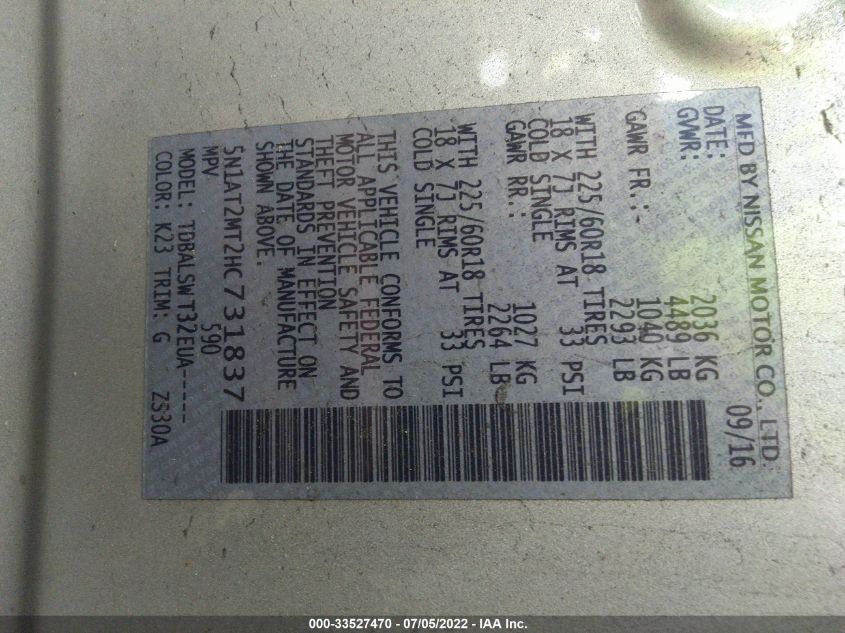 MFD BY NISSAN MOTOR CO., LTD.
DATE: 09/16
GVWR: 2036 KG
4489 LB
GAWR FR.:- 1040 KG
2293 LB
WITH 225/60R18 TIRES
18 X 7J RIMS AT 33 PSI
COLD SINGLE
GAWR RR.: 1027 KG
2264 LB
WITH 225/60R18 TIRES
18 X 7J RIMS AT 33 PSI
COLD SINGLE
THIS VEHICLE CONFORMS TO
ALL APPLICABLE FEDERAL
MOTOR VEHICLE SAFETY AND
THEFT PREVENTION
STANDARDS IN EFFECT ON
THE DATE OF MANUFACTURE
SHOWN ABOVE.
5N1AT2MT2HC731837
MPV 590
MODEL: TDBALSWT32EUA-----
COLOR: K23 TRIM: G Z530A
000-33527470 - 07/05/2022 - IAA Inc.